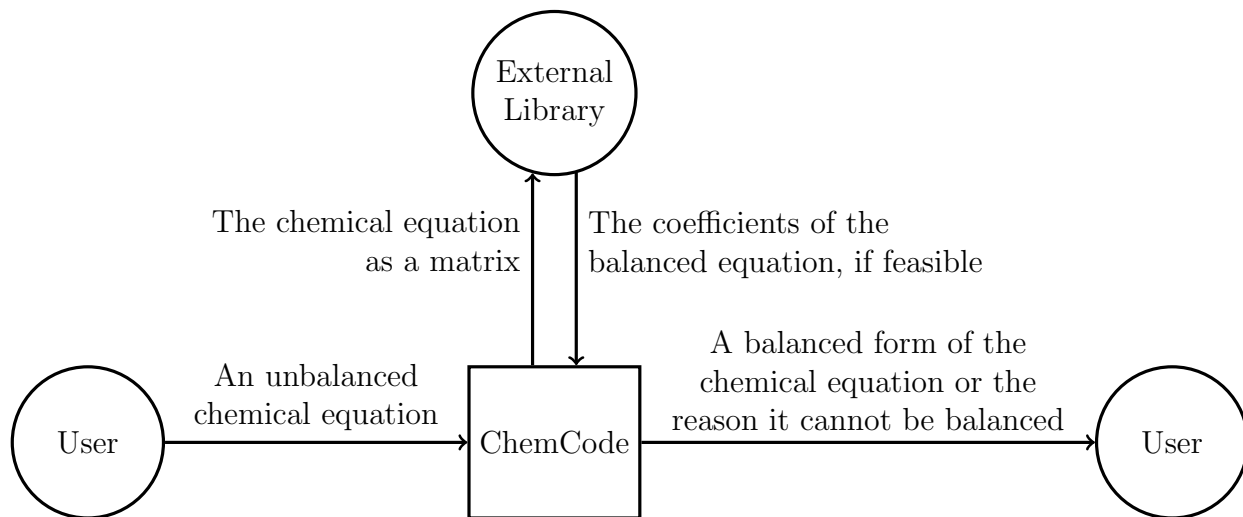 External
Library
The chemical equation
as a matrix
The coefficients of the
balanced equation, if feasible
An unbalanced
chemical equation
A balanced form of the
chemical equation or the
reason it cannot be balanced
User
ChemCode
User